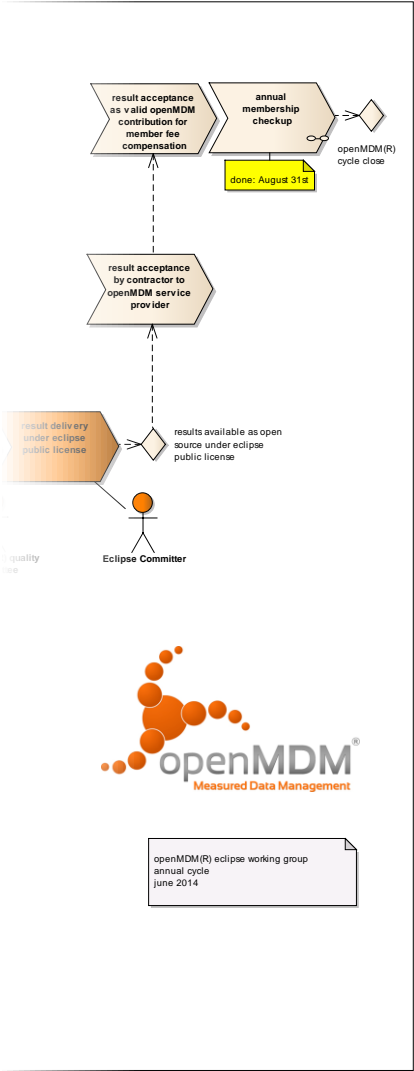 result acceptance
as valid openMDM
contribution for
member fee
compensation
annual
membership
checkup
openMDM(R)
cycle close
done: August 31st
result acceptance
by contractor to
openMDM service
provider
result delivery
under eclipse
public license
results available as open
source under eclipse
public license
quality
Eclipse Committer
openMDM®
Measured Data Management
openMDM(R) eclipse working group
annual cycle
june 2014